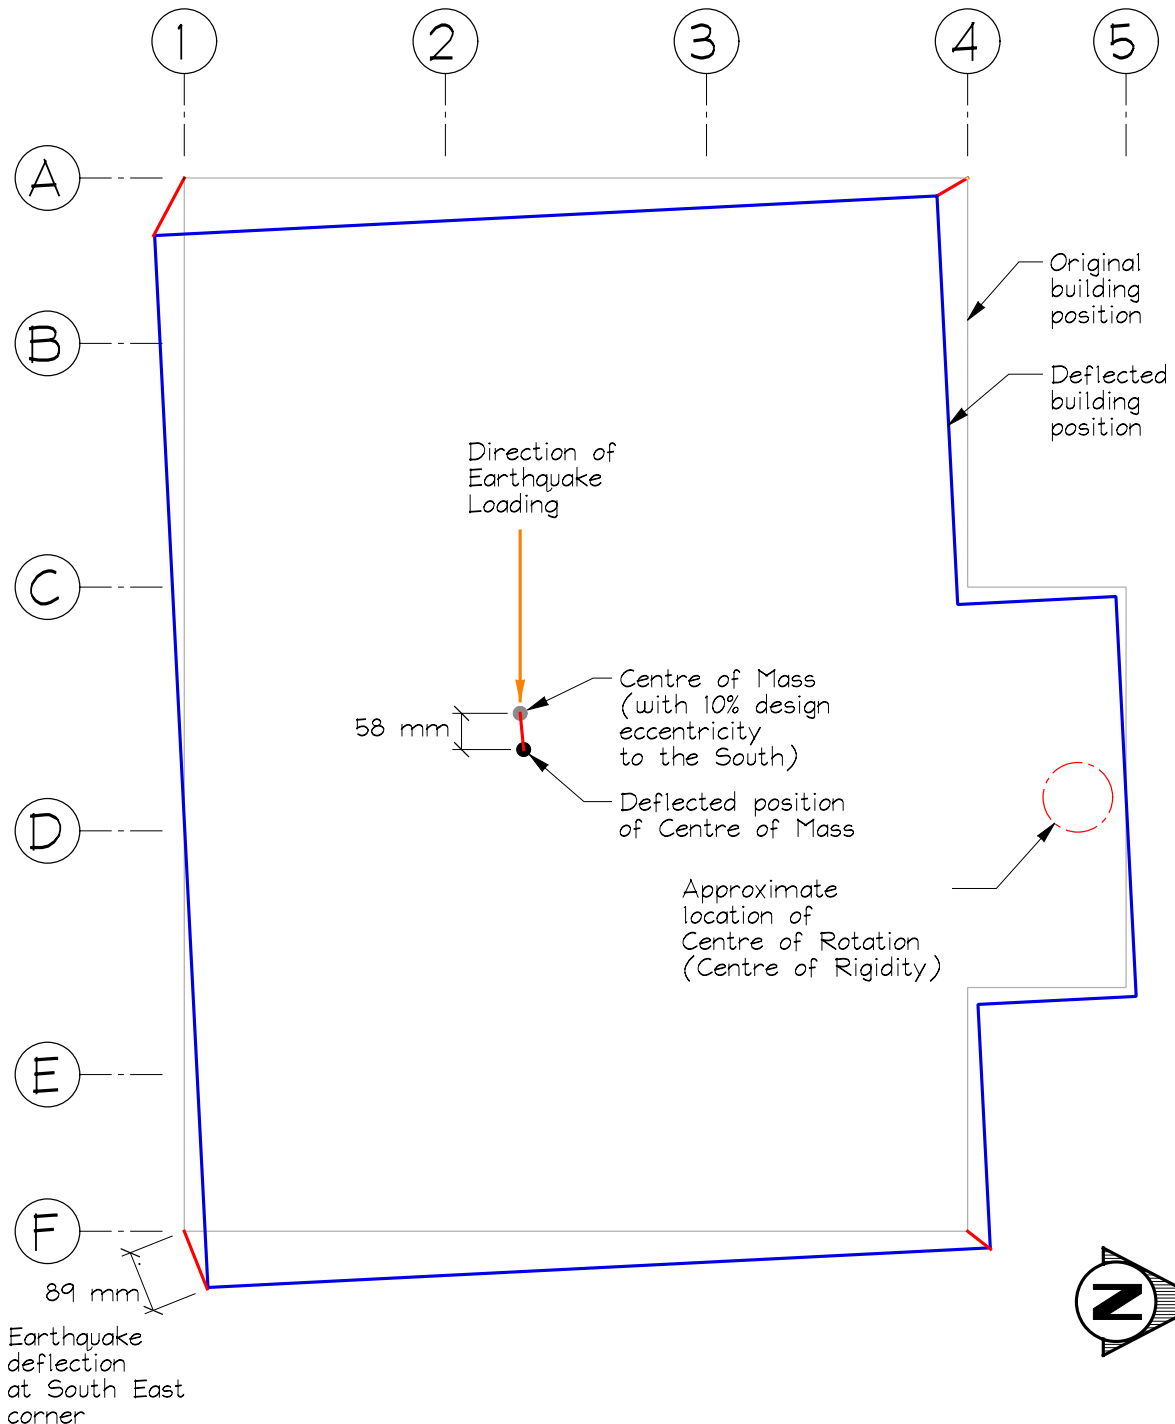 1
2
3
4
5
A
B
C
D
E
F
Original
building
position
Deflected
building
position
Direction of
Earthquake
Loading
Centre of Mass
(with 10% design
eccentricity
to the South)
58 mm
Deflected position
of Centre of Mass
Approximate
location of
Centre of Rotation
(Centre of Rigidity)
89 mm
Earthquake
deflection
at South East
corner
N